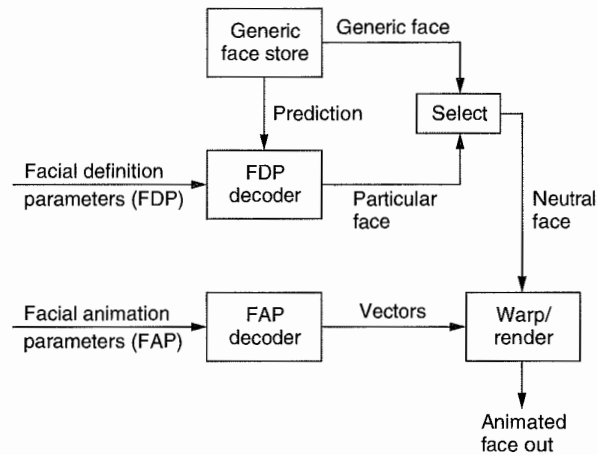 Generic
face store
Generic face
Select
Prediction
Facial definition
parameters (FDP)
FDP
decoder
Particular
face
Neutral
face
Facial animation
parameters (FAP)
FAP
decoder
Vectors
Warp/
render
Animated
face out